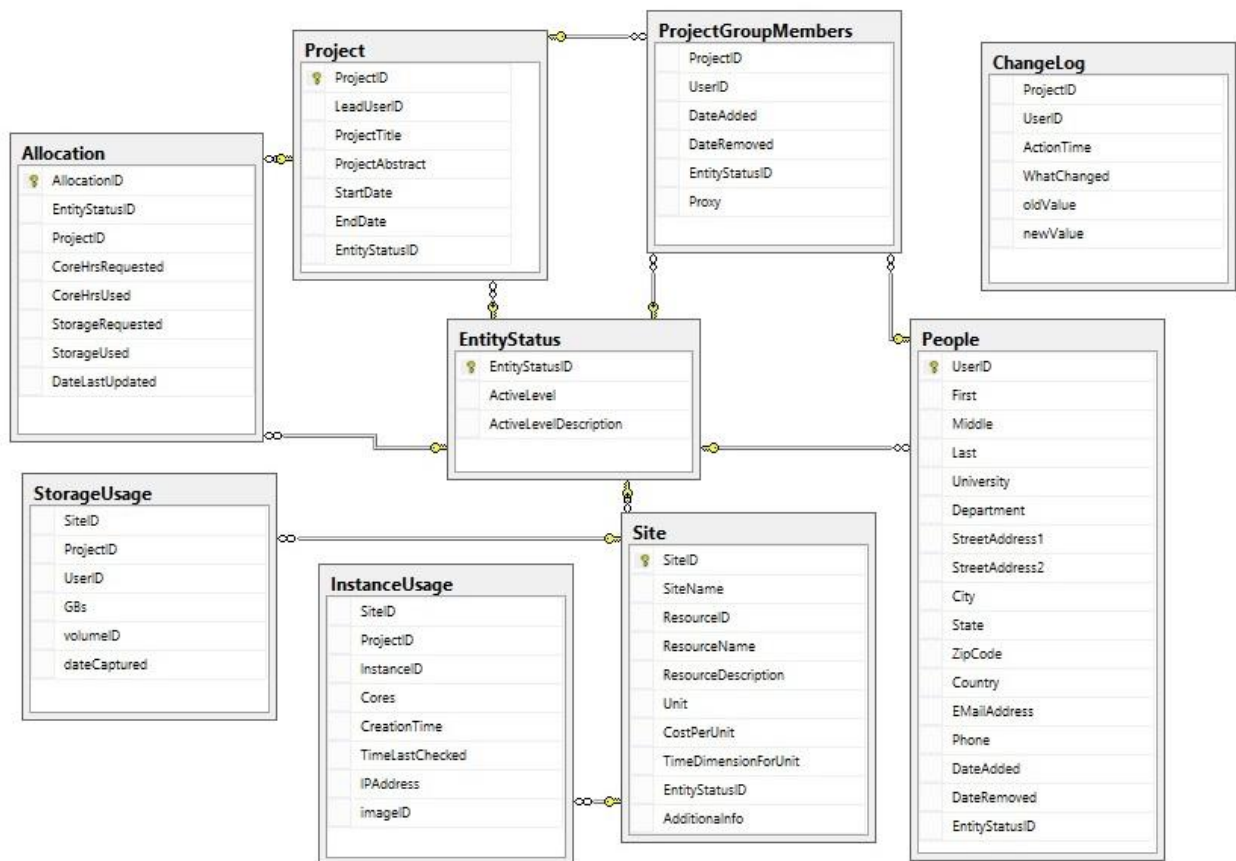 Project
ProjectID
LeadUserID
ProjectTitle
ProjectAbstract
StartDate
EndDate
EntityStatusID
ProjectGroupMembers
ProjectID
UserID
DateAdded
DateRemoved
EntityStatusID
Proxy
ChangeLog
ProjectID
UserID
ActionTime
WhatChanged
oldValue
newValue
Allocation
AllocationID
EntityStatusID
ProjectID
CoreHrsRequested
CoreHrsUsed
StorageRequested
StorageUsed
DateLastUpdated
EntityStatus
EntityStatusID
ActiveLevel
ActiveLevelDescription
People
UserID
First
Middle
Last
University
Department
StreetAddress1
StreetAddress2
City
State
ZipCode
Country
EMailAddress
Phone
DateAdded
DateRemoved
EntityStatusID
StorageUsage
SiteID
ProjectID
UserID
GBs
volumeID
dateCaptured
InstanceUsage
SiteID
ProjectID
InstanceID
Cores
CreationTime
TimeLastChecked
IPAddress
imageID
Site
SiteID
SiteName
ResourceID
ResourceName
ResourceDescription
Unit
CostPerUnit
TimeDimensionForUnit
EntityStatusID
AdditionalInfo